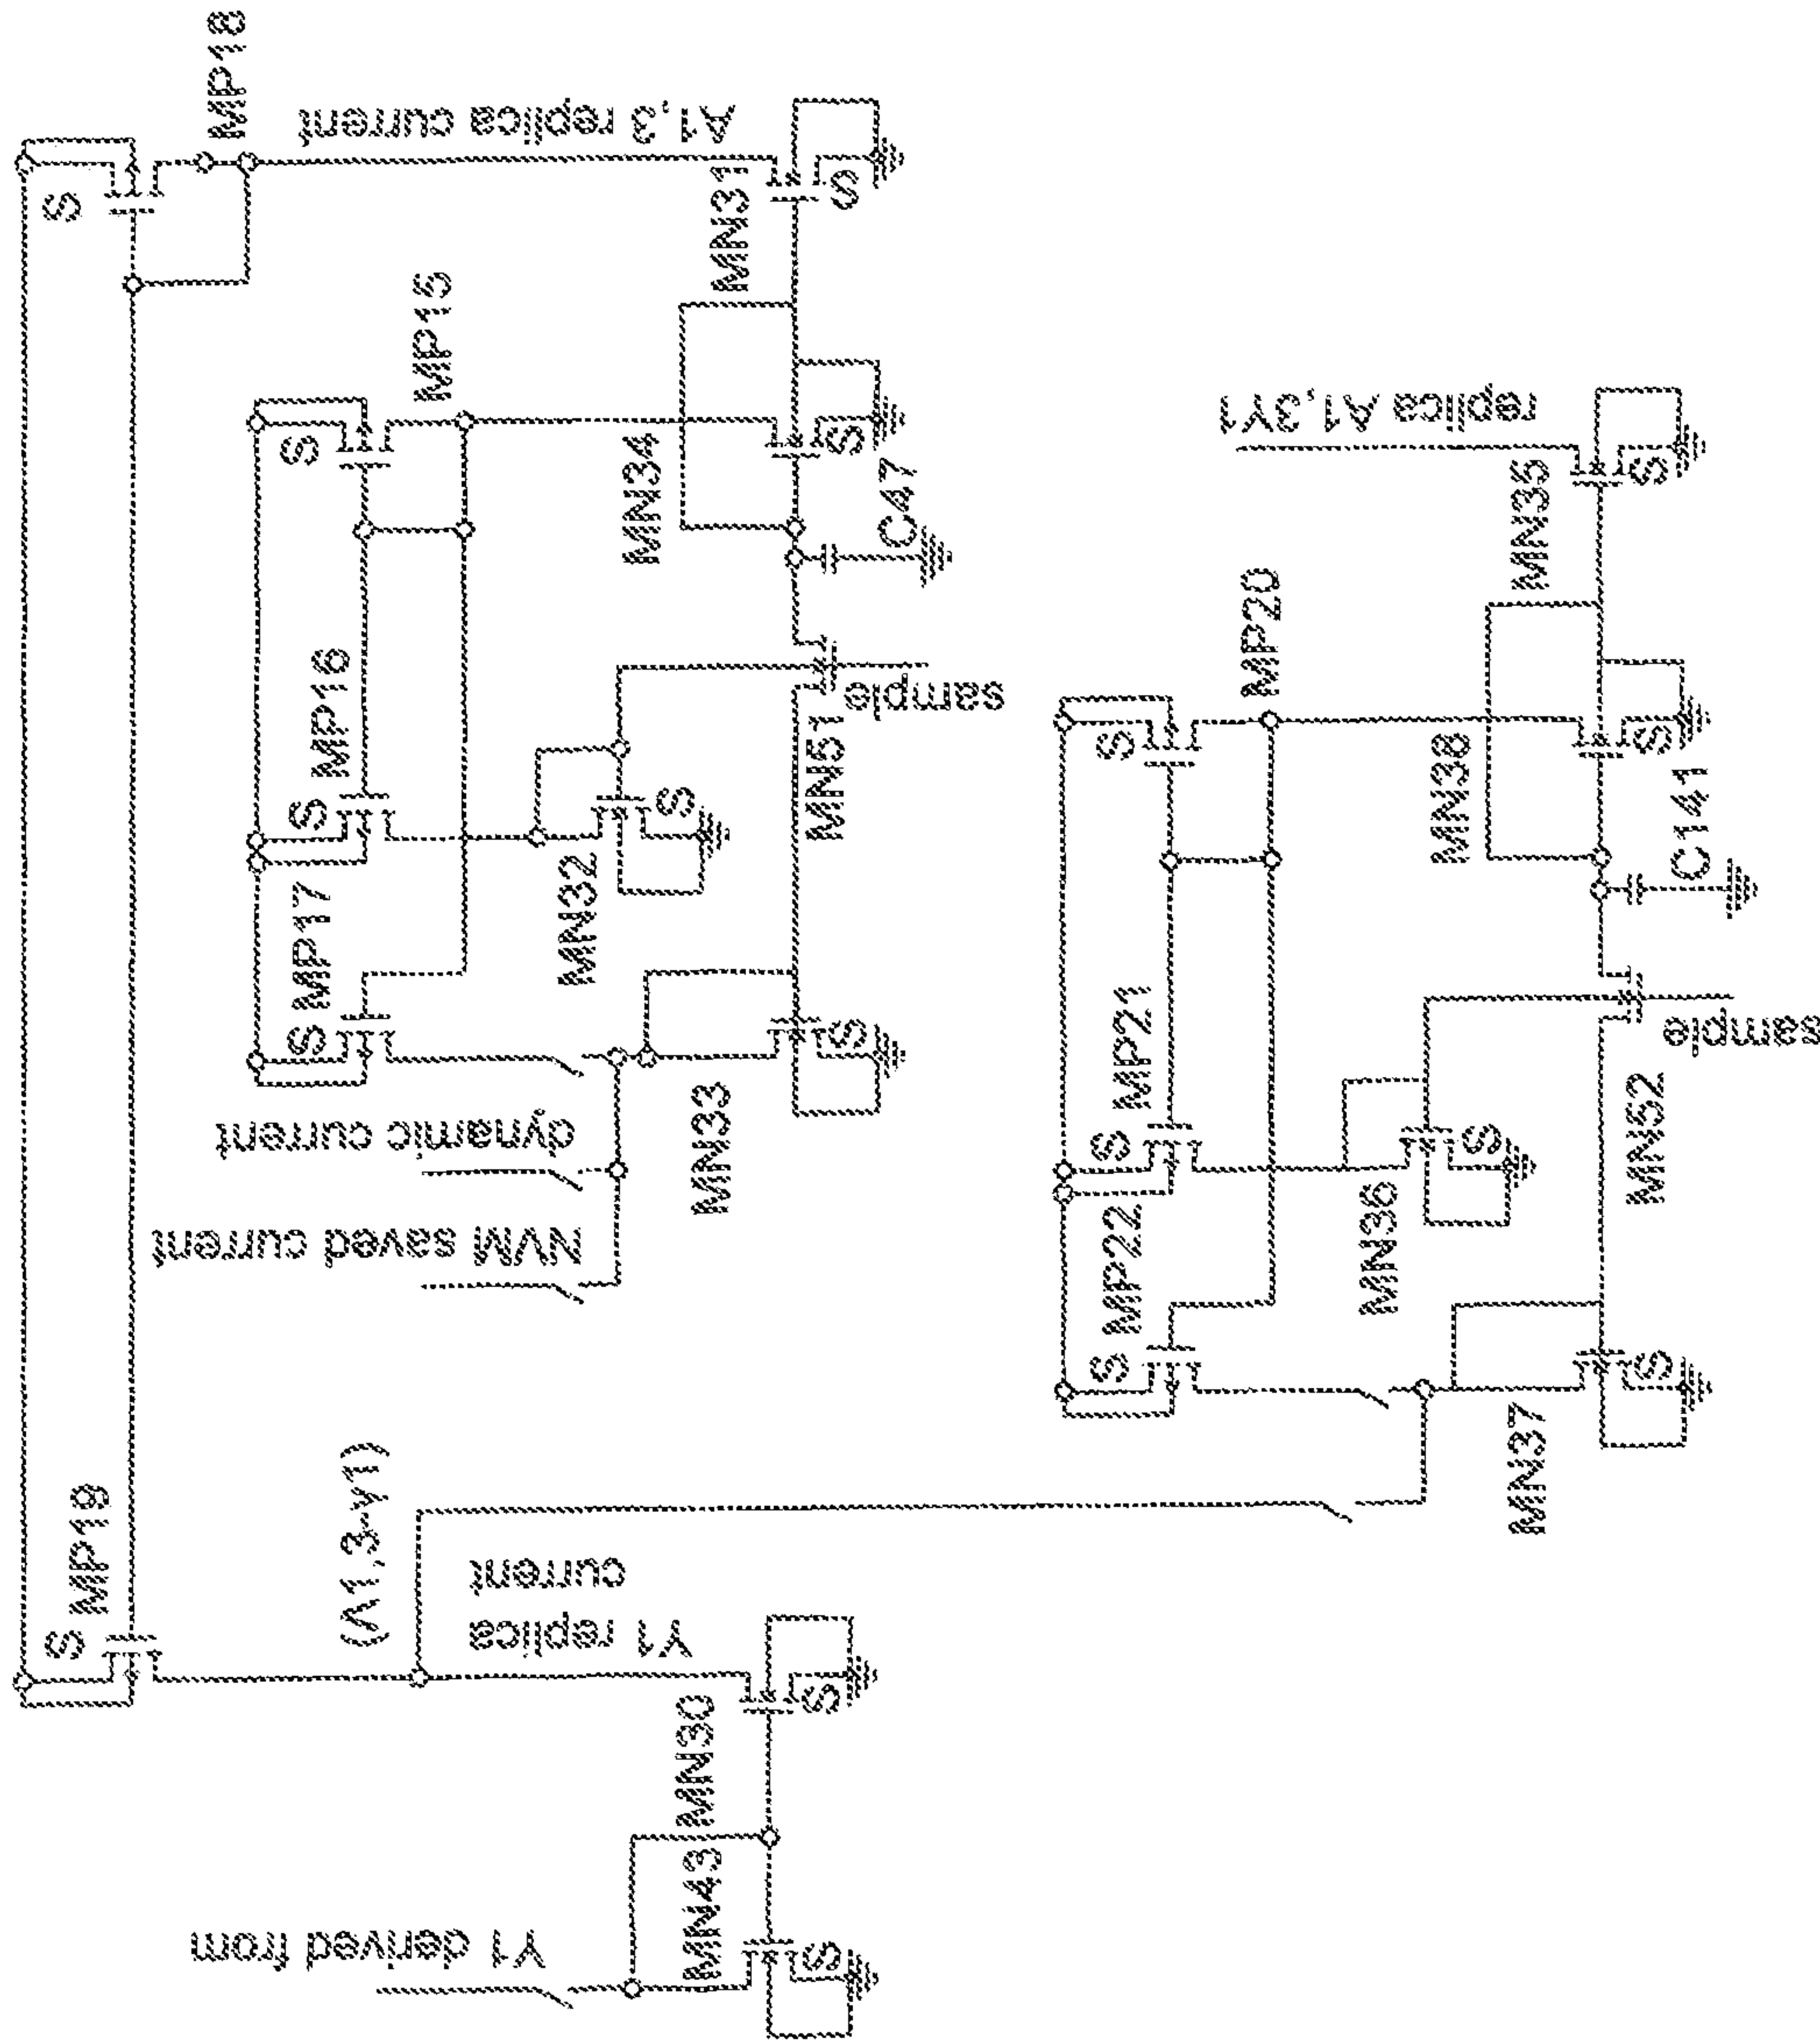 MP18
S
A1,3 replica current
S
MP15
MN31
S
MP16
MN34
S
C47
S
MP17
S
MN32
S
MN51
sample
S
dynamic current
NVM saved current
MN33
S
MP19
S
(A1,3-y1)
Y1 replica
current
MN30
S
MN43
S
Y1 derived from
replica A1,3Y1
MP20
S
MN35
S
MN38
S
C141
MP21
S
MP22
S
MN36
S
MN52
sample
MN37
S